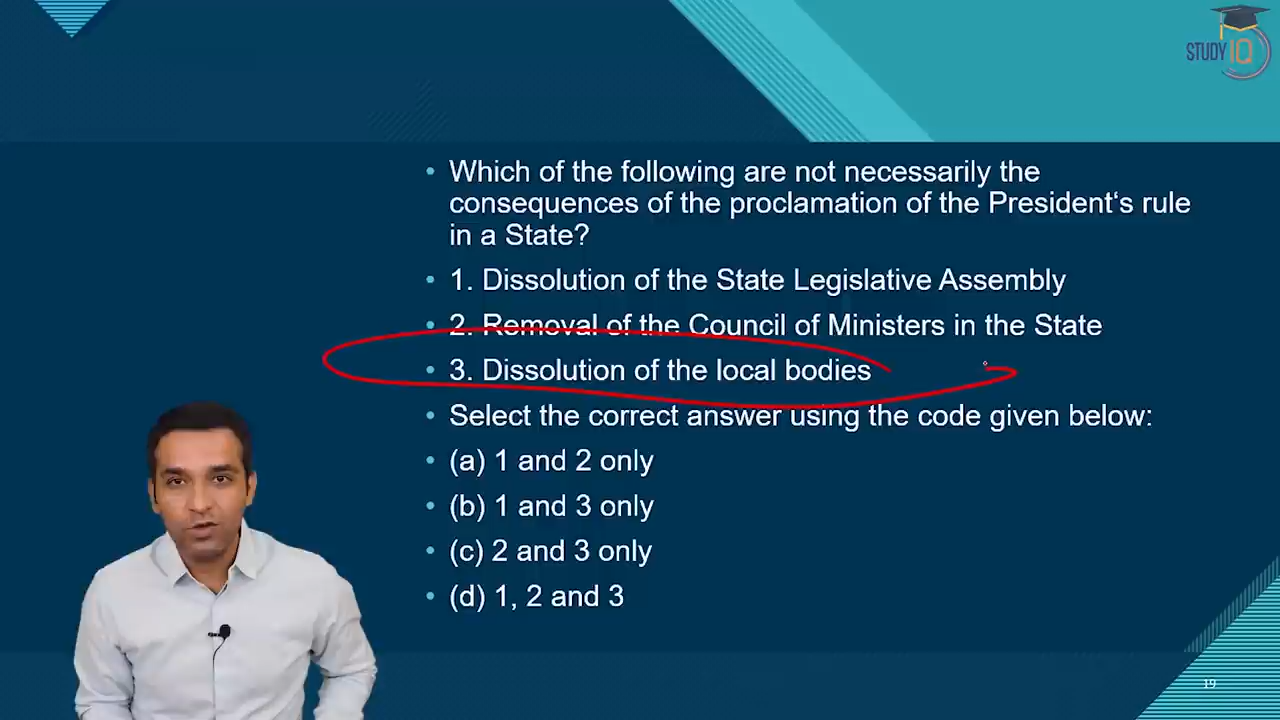 STUDY IQ
• Which of the following are not necessarily the
consequences of the proclamation of the President‘s rule
in a State?
• 1. Dissolution of the State Legislative Assembly
• 2. Removal of the Council of Ministers in the State
• 3. Dissolution of the local bodies
• Select the correct answer using the code given below:
• (a) 1 and 2 only
• (b) 1 and 3 only
• (c) 2 and 3 only
• (d) 1, 2 and 3
19